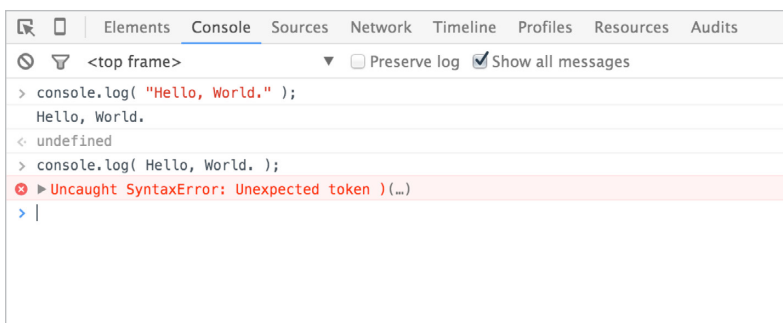 Elements Console Sources Network Timeline Profiles Resources Audits
<top frame> ▼ Preserve log Show all messages
> console.log( "Hello, World." );
Hello, World.
<· undefined
> console.log( Hello, World. );
▶Uncaught SyntaxError: Unexpected token )(…)
>